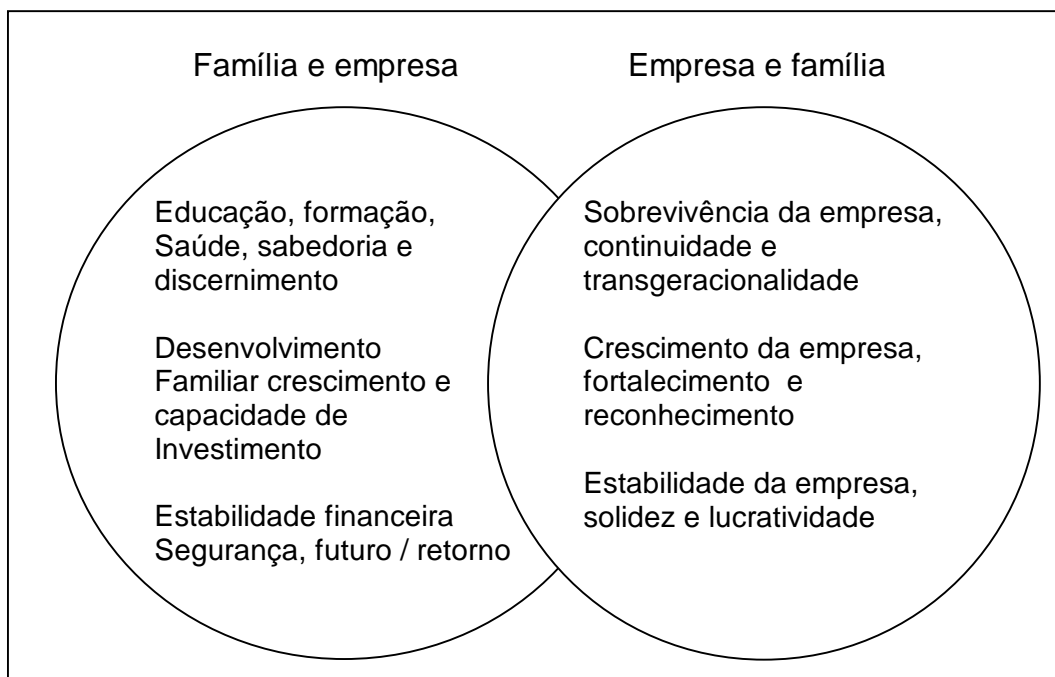 Família e empresa
Empresa e família
Educação, formação,
Saúde, sabedoria e
discernimento
Desenvolvimento
Familiar crescimento e
capacidade de
Investimento
Estabilidade financeira
Segurança, futuro / retorno
Sobrevivência da empresa,
continuidade e
transgeracionalidade
Crescimento da empresa,
fortalecimento  e
reconhecimento
Estabilidade da empresa,
solidez e lucratividade